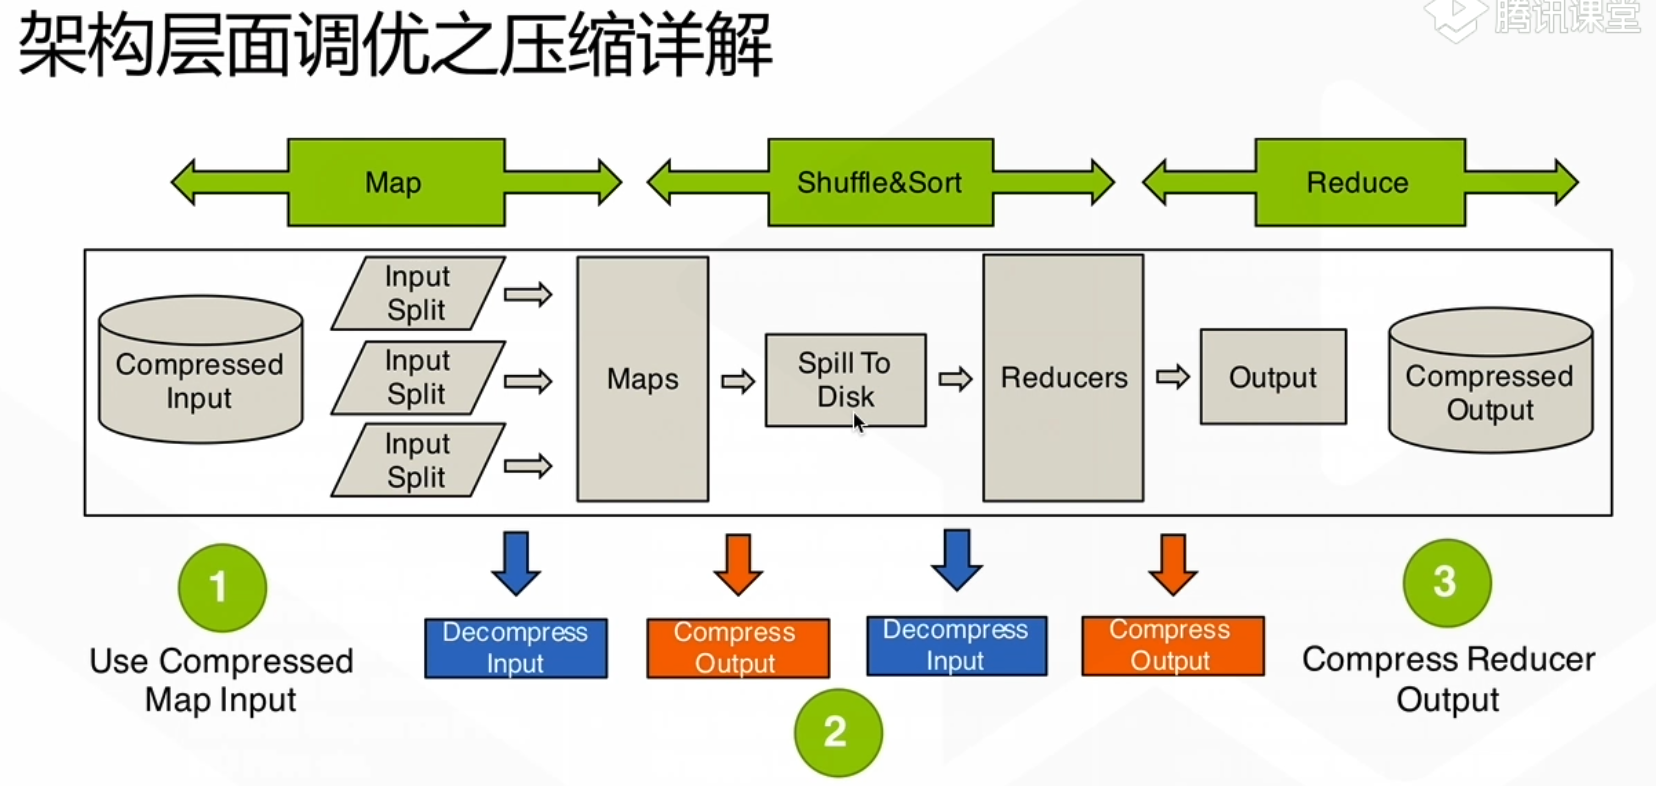 架构层面调优之压缩详解
腾讯课堂
Map
Shuffle&Sort
Reduce
Compressed
Input
Input
Split
Input
Split
Input
Split
Maps
Spill To
Disk
Reducers
Output
Compressed
Output
1
Use Compressed
Map Input
Decompress
Input
Compress
Output
2
Decompress
Input
Compress
Output
3
Compress Reducer
Output